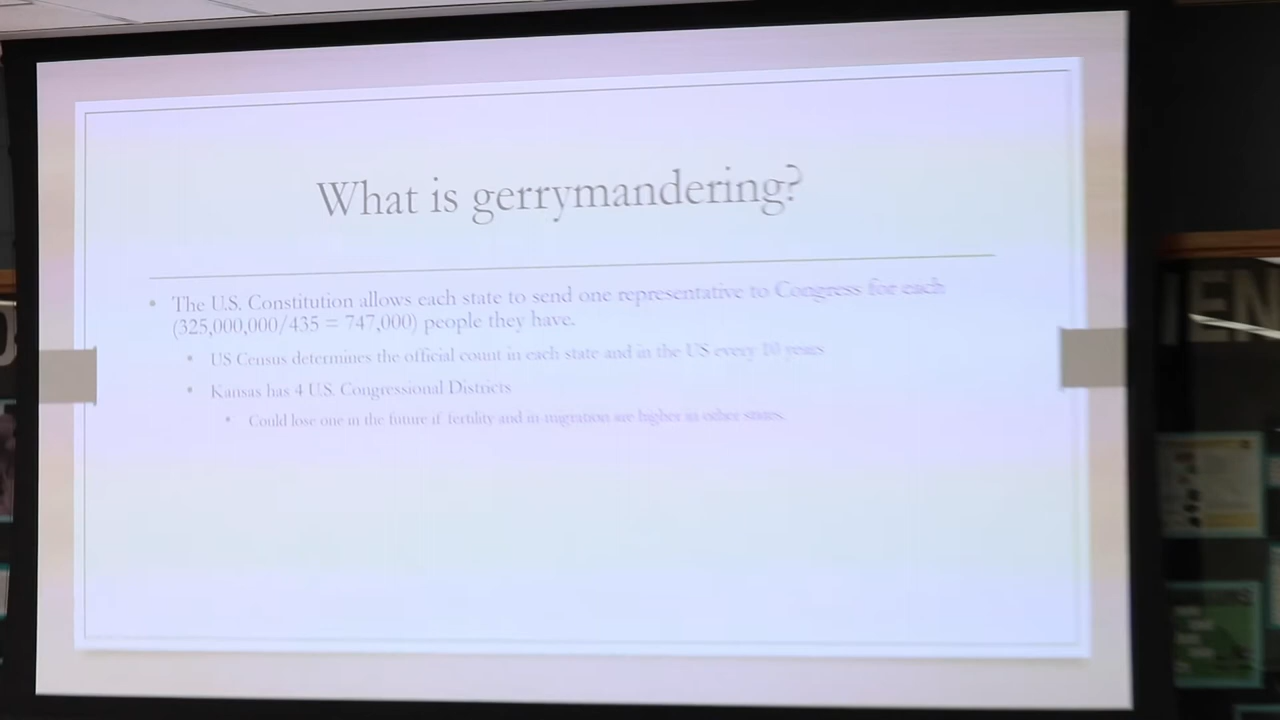 What is gerrymandering?
• The U.S. Constitution allows each state to send one representative to Congress for each
(325,000,000/435 = 747,000) people they have.
• US Census determines the official count in each state and in the US every 10 years
• Kansas has 4 U.S. Congressional Districts
• Could lose one in the future if fertility and in-migration are higher in other states.
IEN